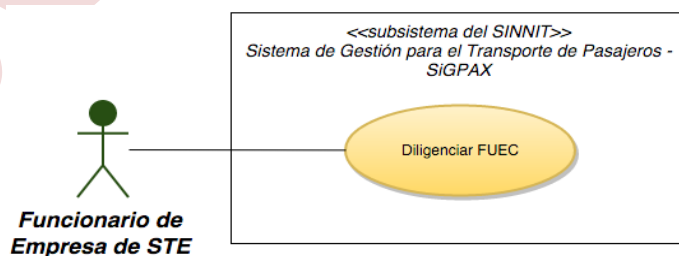 <<subsistema del SINNIT>>
Sistema de Gestión para el Transporte de Pasajeros -
SiGPAX
Diligenciar FUEC
Funcionario de
Empresa de STE